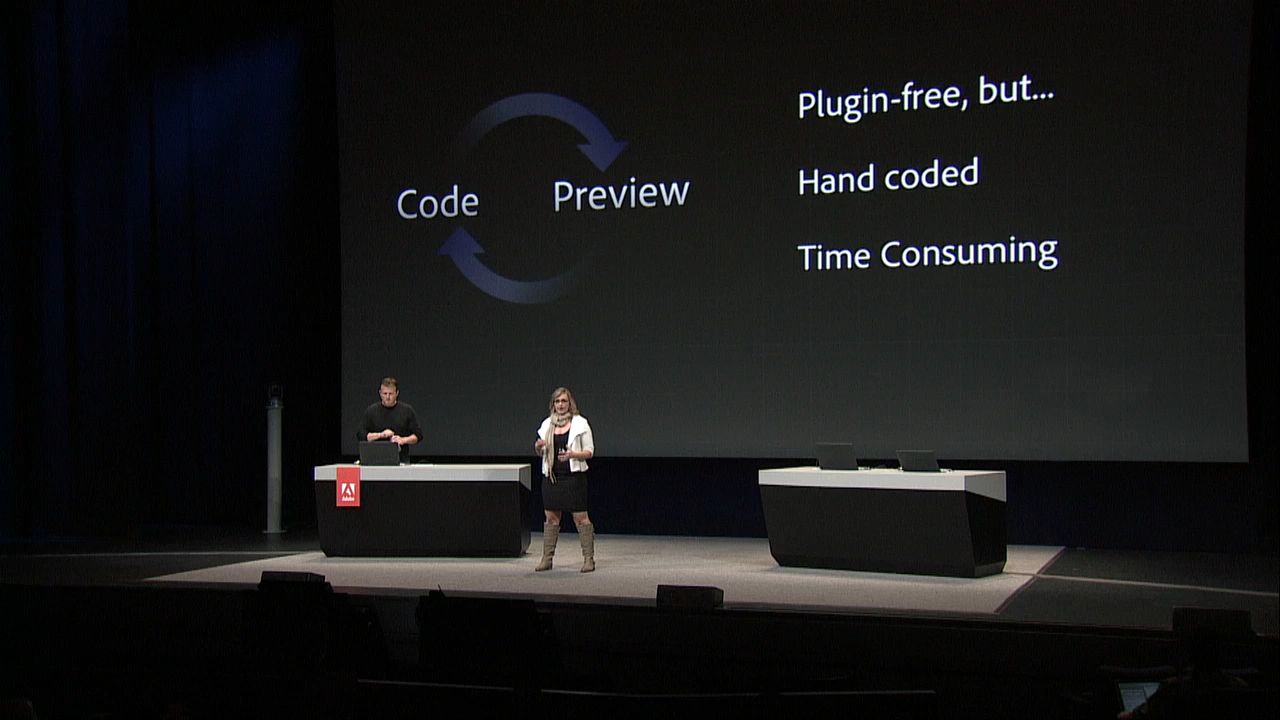 Code
Preview
Plugin-free, but...
Hand coded
Time Consuming
Adobe